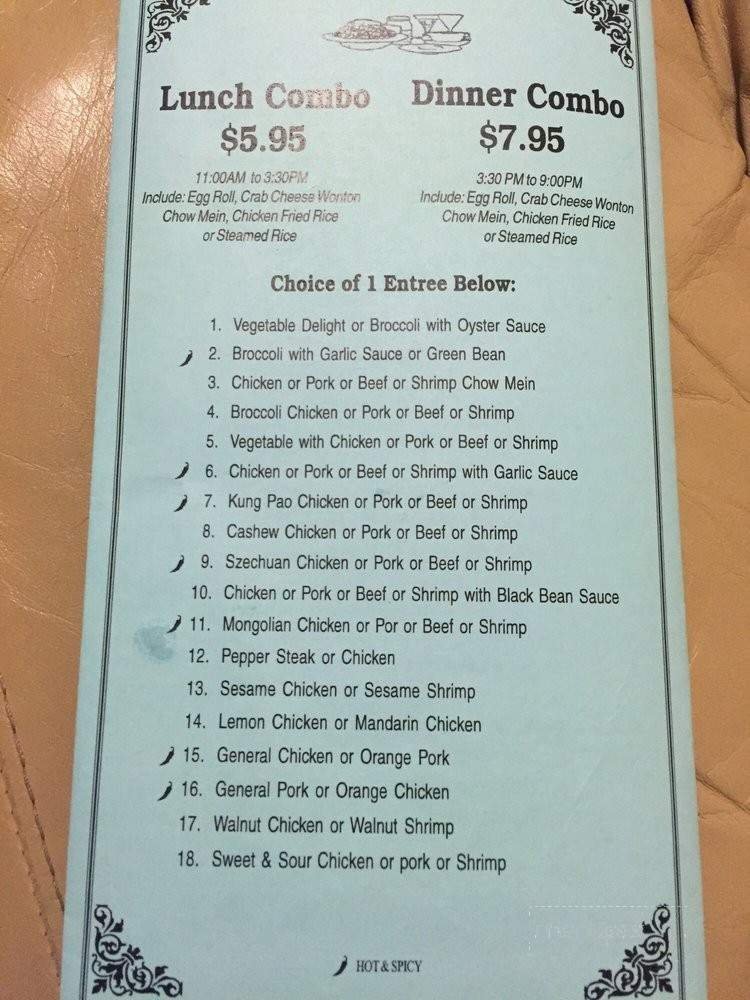 Lunch Combo
$5.95
11:00AM to 3:30PM
Include: Egg Roll, Crab Cheese Wonton
Chow Mein, Chicken Fried Rice
or Steamed Rice
Dinner Combo
$7.95
3:30 PM to 9:00PM
Include: Egg Roll, Crab Cheese Wonton
Chow Mein, Chicken Fried Rice
or Steamed Rice
Choice of 1 Entree Below:
1. Vegetable Delight or Broccoli with Oyster Sauce
2. Broccoli with Garlic Sauce or Green Bean
3. Chicken or Pork or Beef or Shrimp Chow Mein
4. Broccoli Chicken or Pork or Beef or Shrimp
5. Vegetable with Chicken or Pork or Beef or Shrimp
6. Chicken or Pork or Beef or Shrimp with Garlic Sauce
7. Kung Pao Chicken or Pork or Beef or Shrimp
8. Cashew Chicken or Pork or Beef or Shrimp
9. Szechuan Chicken or Pork or Beef or Shrimp
10. Chicken or Pork or Beef or Shrimp with Black Bean Sauce
11. Mongolian Chicken or Por or Beef or Shrimp
12. Pepper Steak or Chicken
13. Sesame Chicken or Sesame Shrimp
14. Lemon Chicken or Mandarin Chicken
15. General Chicken or Orange Pork
16. General Pork or Orange Chicken
17. Walnut Chicken or Walnut Shrimp
18. Sweet & Sour Chicken or pork or Shrimp
HOT & SPICY